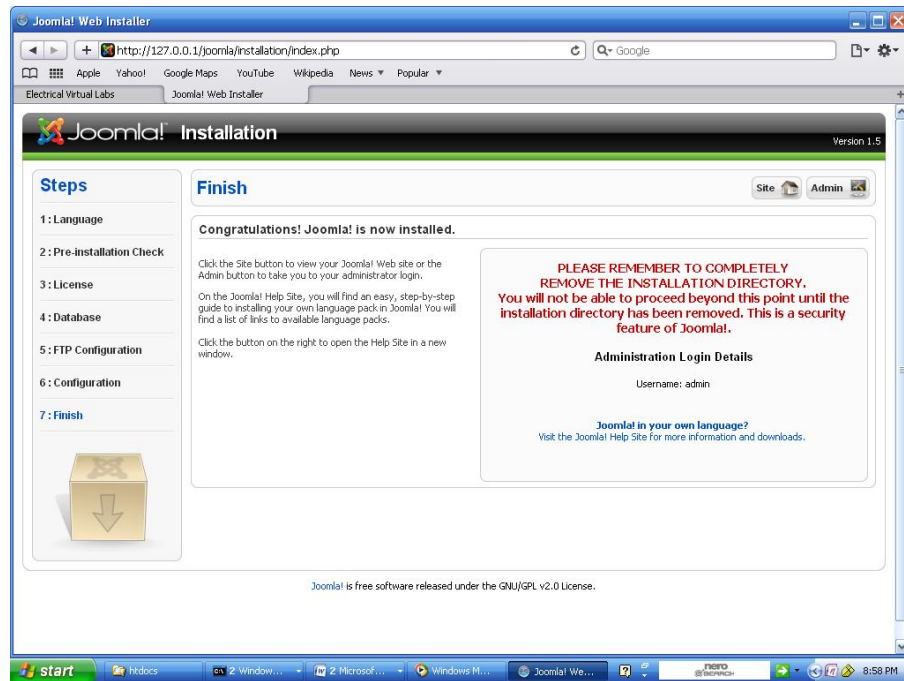 Joomla! Web Installer
http://127.0.0.1/joomla/installation/index.php
Google
Apple Yahoo! Google Maps YouTube Wikipedia News Popular
Electrical Virtual Labs
Joomla! Web Installer
Joomla! Installation
Version 1.5
Steps
1 : Language
2 : Pre-installation Check
3 : License
4 : Database
5 : FTP Configuration
6 : Configuration
7 : Finish
Finish
Site
Admin
Congratulations! Joomla! is now installed.
Click the Site button to view your Joomla! Web site or the
Admin button to take you to your administrator login.
On the Joomla! Help Site, you will find an easy, step-by-step
guide to installing your own language pack in Joomla! You will
find a list of links to available language packs.
Click the button on the right to open the Help Site in a new
window.
PLEASE REMEMBER TO COMPLETELY
REMOVE THE INSTALLATION DIRECTORY.
You will not be able to proceed beyond this point until the
installation directory has been removed. This is a security
feature of Joomla!.
Administration Login Details
Username: admin
Joomla! in your own language?
Visit the Joomla! Help Site for more information and downloads.
Joomla! is free software released under the GNU/GPL v2.0 License.
start
htdocs
2 Window...
2 Microsof...
Windows M...
Joomla! We...
nero
SEARCH
8:58 PM